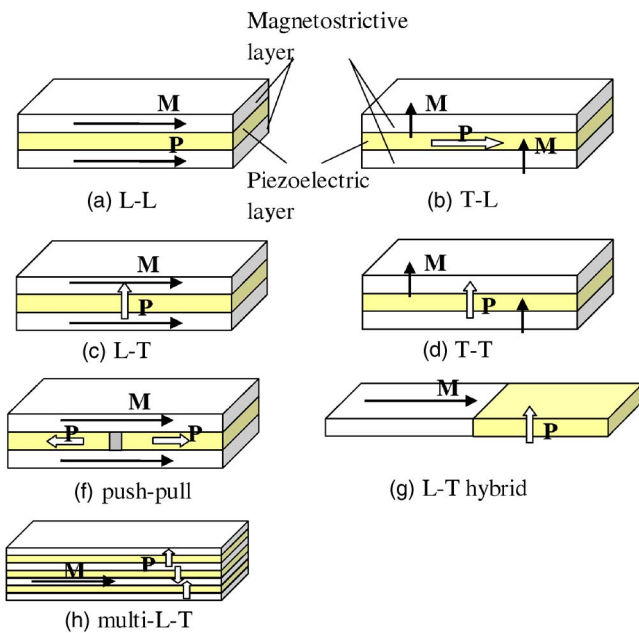 Magnetostrictive
layer
M
P
(a) L-L
Piezoelectric
layer
M
P
M
(b) T-L
M
P
(c) L-T
M
P
(d) T-T
M
P
P
(f) push-pull
M
P
(g) L-T hybrid
P
M
(h) multi-L-T